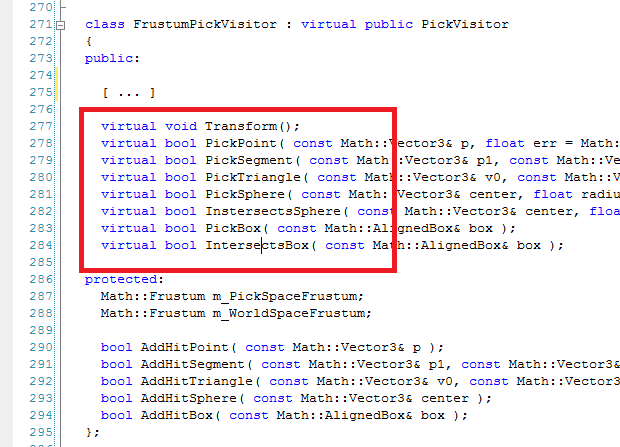 270
271 class FrustumPickVisitor : virtual public PickVisitor
272 {
273 public:
274
275 [ ... ]
276
277 virtual void Transform();
278 virtual bool PickPoint( const Math::Vector3& p, float err = Math:
279 virtual bool PickSegment( const Math::Vector3& p1, const Math::Ve
280 virtual bool PickTriangle( const Math::Vector3& v0, const Math::V
281 virtual bool PickSphere( const Math::Vector3& center, float radiu
282 virtual bool InstersectsSphere( const Math::Vector3& center, floa
283 virtual bool PickBox( const Math::AlignedBox& box );
284 virtual bool IntersectsBox( const Math::AlignedBox& box );
285
286 protected:
287 Math::Frustum m_PickSpaceFrustum;
288 Math::Frustum m_WorldSpaceFrustum;
289
290 bool AddHitPoint( const Math::Vector3& p );
291 bool AddHitSegment( const Math::Vector3& p1, const Math::Vector3&
292 bool AddHitTriangle( const Math::Vector3& v0, const Math::Vector3
293 bool AddHitSphere( const Math::Vector3& center );
294 bool AddHitBox( const Math::AlignedBox& box );
295 };